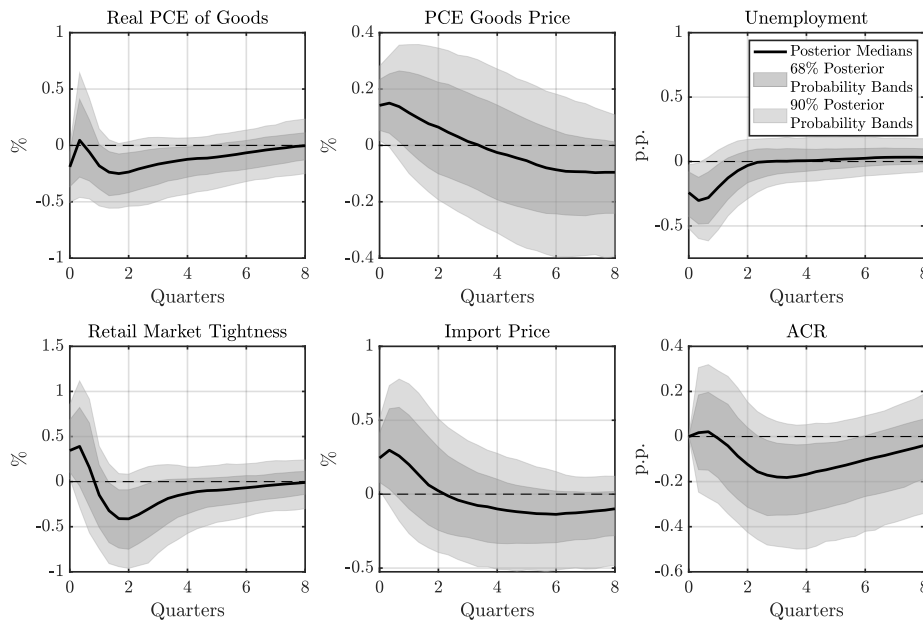 Real PCE of Goods
1
0.5
0
-0.5
-1
%
0 2 4 6 8
Quarters
PCE Goods Price
0.4
0.2
0
-0.2
-0.4
%
0 2 4 6 8
Quarters
Unemployment
1
0.5
0
-0.5
p.p.
0 2 4 6 8
Quarters
Posterior Medians
68% Posterior
Probability Bands
90% Posterior
Probability Bands
Retail Market Tightness
1.5
1
0.5
0
-0.5
-1
%
0 2 4 6 8
Quarters
Import Price
1
0.5
0
-0.5
%
0 2 4 6 8
Quarters
ACR
0.4
0.2
0
-0.2
-0.4
-0.6
p.p.
0 2 4 6 8
Quarters